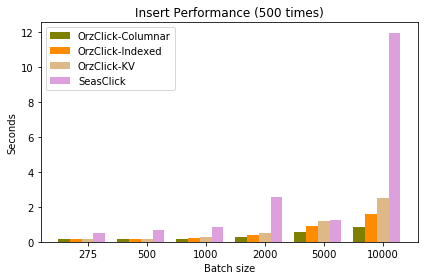 Insert Performance (500 times)
OrzClick-Columnar
OrzClick-Indexed
OrzClick-KV
SeasClick
12
10
8
6
4
2
0
Seconds
275 500 1000 2000 5000 10000
Batch size